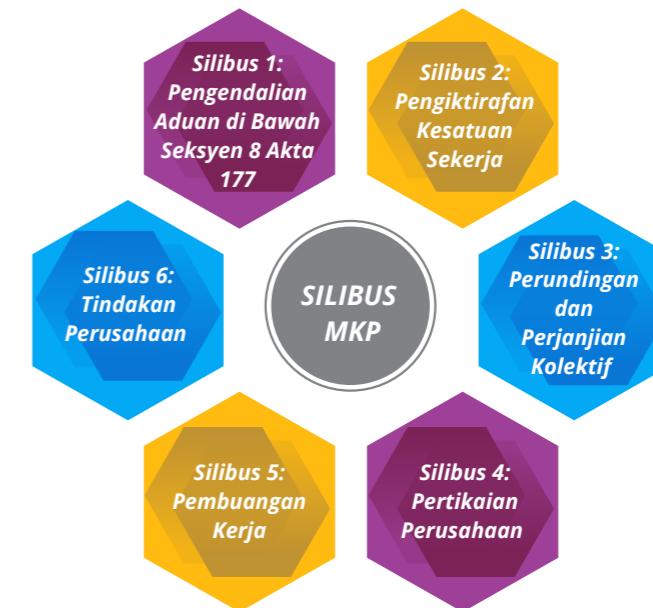 Silibus 1:
Pengendalian
Aduan di Bawah
Seksyen 8 Akta
177
Silibus 2:
Pengiktirafan
Kesatuan
Sekerja
Silibus 3:
Perundingan
dan
Perjanjian
Kolektif
Silibus 4:
Pertikaian
Perusahaan
Silibus 5:
Pembuangan
Kerja
Silibus 6:
Tindakan
Perusahaan
SILIBUS
MKP